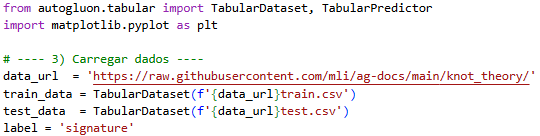 from autogluon.tabular import TabularDataset, TabularPredictor
import matplotlib.pyplot as plt
# ---- 3) Carregar dados ----
data_url  = 'https://raw.githubusercontent.com/mli/ag-docs/main/knot_theory/'
train_data = TabularDataset(f'{data_url}train.csv')
test_data  = TabularDataset(f'{data_url}test.csv')
label = 'signature'